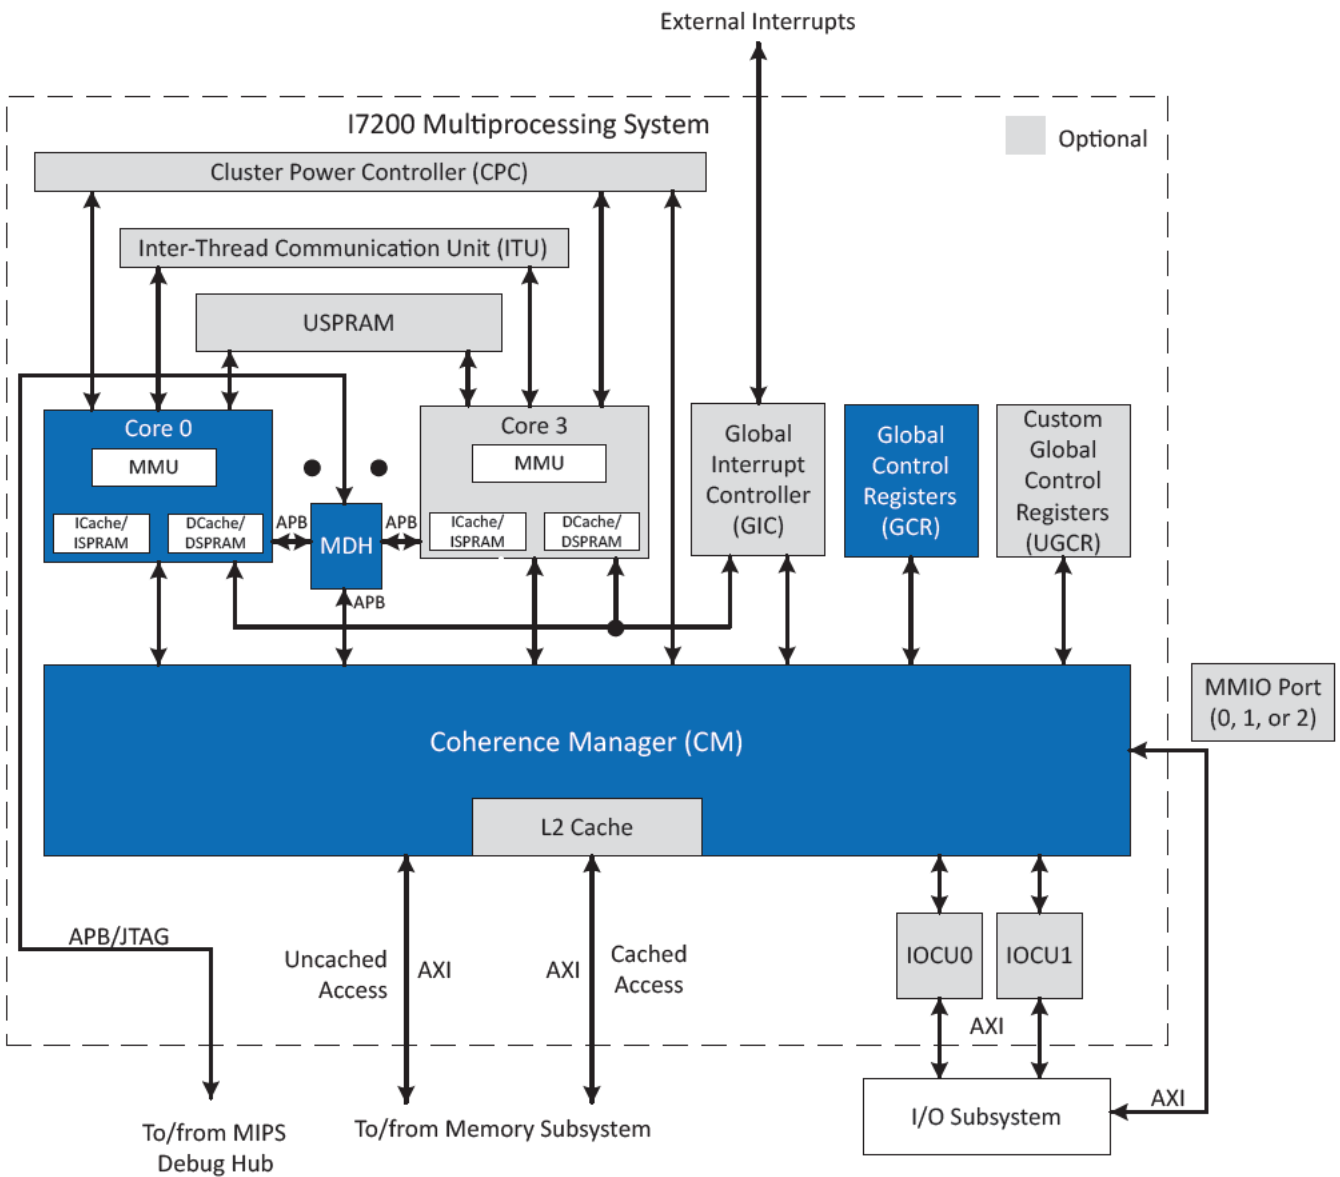 External Interrupts
I7200 Multiprocessing System
Optional
Cluster Power Controller (CPC)
Inter-Thread Communication Unit (ITU)
USPRAM
Core 0
MMU
ICache/
ISPRAM
DCache/
DSPRAM
APB
MDH
APB
APB
Core 3
MMU
ICache/
ISPRAM
DCache/
DSPRAM
Global
Interrupt
Controller
(GIC)
Global
Control
Registers
(GCR)
Custom
Global
Control
Registers
(UGCR)
MMIO Port
(0, 1, or 2)
Coherence Manager (CM)
L2 Cache
APB/JTAG
Uncached
Access
AXI
AXI
Cached
Access
IOCU0
IOCU1
AXI
AXI
I/O Subsystem
To/from MIPS
Debug Hub
To/from Memory Subsystem